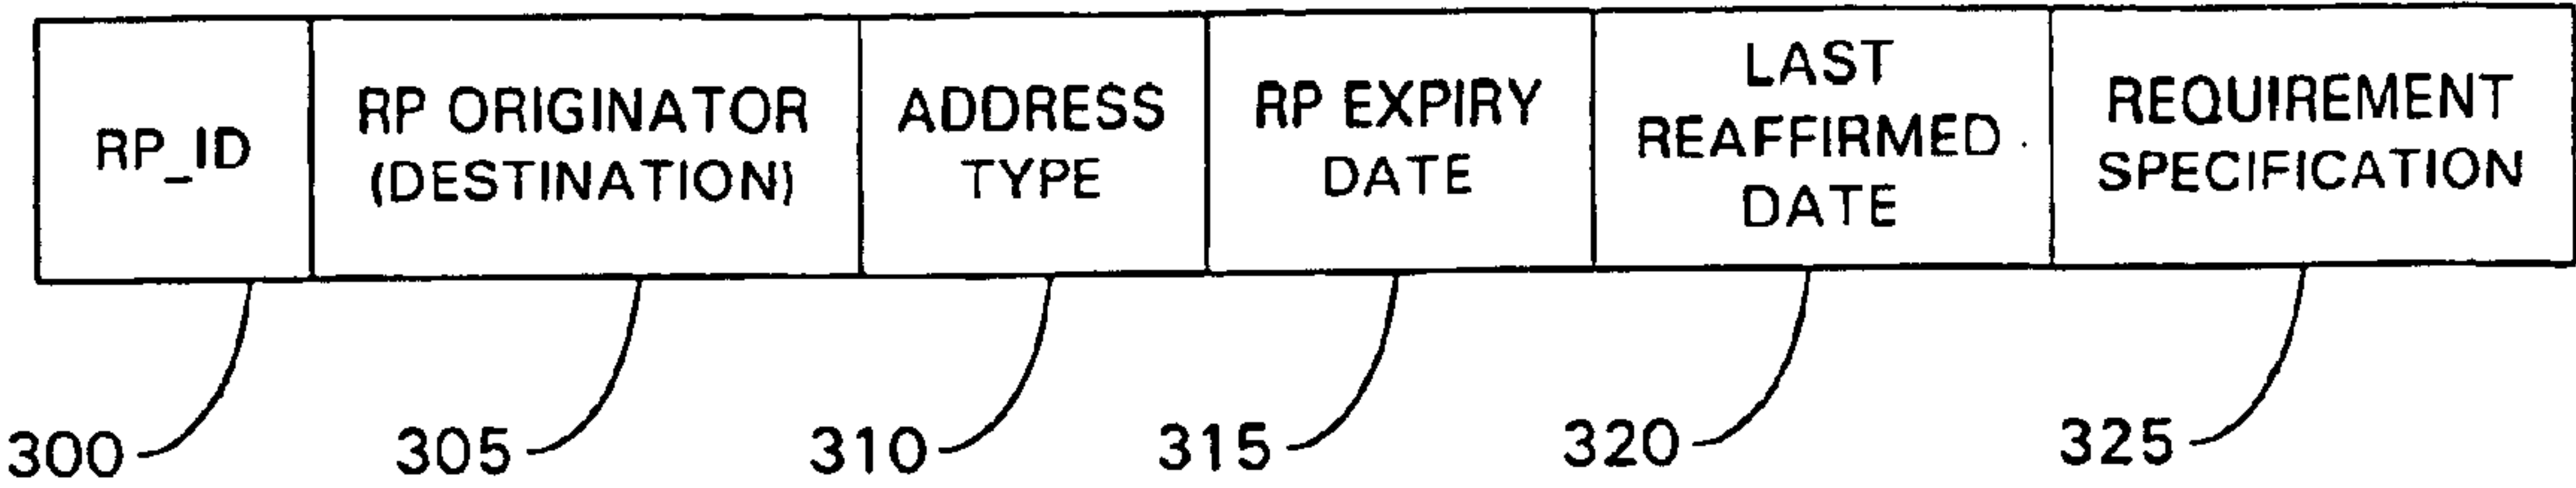 RP_ID
RP ORIGINATOR
(DESTINATION)
ADDRESS
TYPE
RP EXPIRY
DATE
LAST
REAFFIRMED
DATE
REQUIREMENT
SPECIFICATION
300
305
310
315
320
325